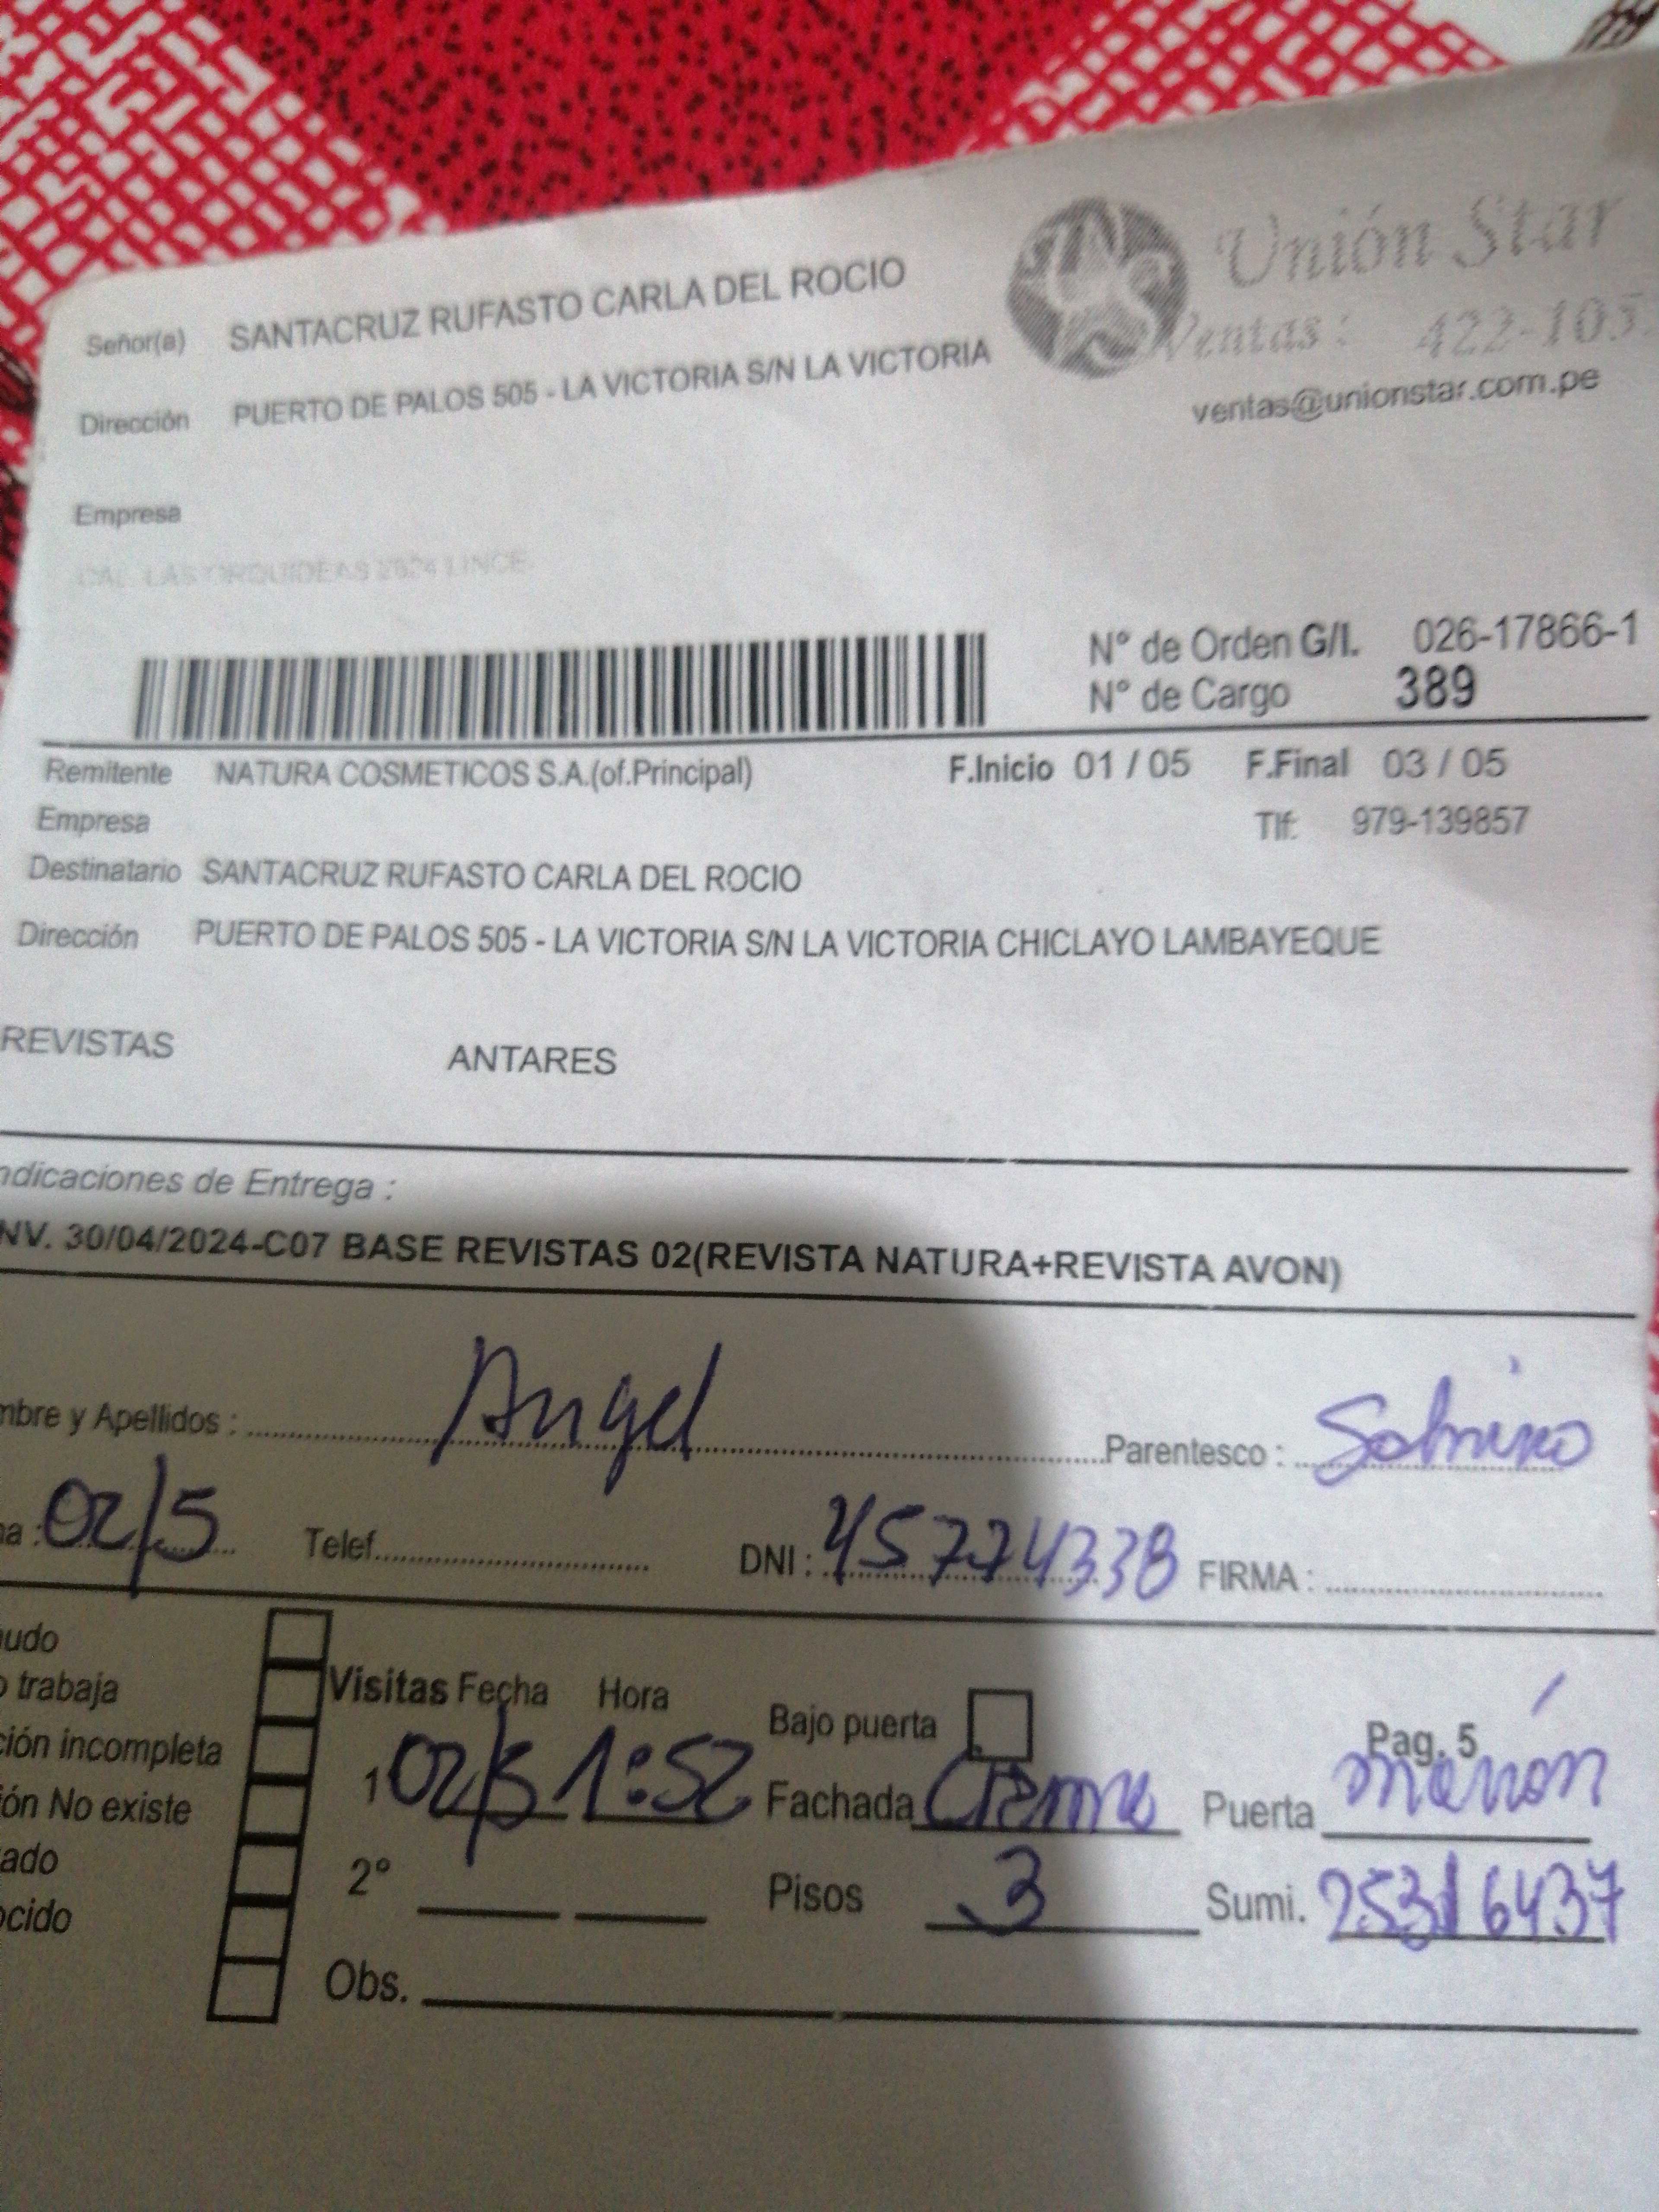 Unión Star
Señor(a) SANTACRUZ RUFASTO CARLA DEL ROCIO
Ventas: 422-105
Dirección PUERTO DE PALOS 505 - LA VICTORIA S/N LA VICTORIA
ventas@unionstar.com.pe
Empresa
CAL. LAS ORQUIDEAS 2624 LINCE
N° de Orden G/I. 026-17866-1
N° de Cargo 389
Remitente NATURA COSMETICOS S.A.(of.Principal) F.Inicio 01 / 05 F.Final 03 / 05
Empresa Tlf: 979-139857
Destinatario SANTACRUZ RUFASTO CARLA DEL ROCIO
Dirección PUERTO DE PALOS 505 - LA VICTORIA S/N LA VICTORIA CHICLAYO LAMBAYEQUE
REVISTAS ANTARES
ndicaciones de Entrega :
NV. 30/04/2024-C07 BASE REVISTAS 02(REVISTA NATURA+REVISTA AVON)
mbre y Apellidos : Angel Parentesco : Sobrino
ha : 02/5 Telef. DNI : 45774338 FIRMA :
udo
o trabaja Visitas Fecha Hora Bajo puerta Pag. 5
ción incompleta
ión No existe 1 02/5 1:52 Fachada Crema Puerta marrón
ado 2° Pisos 3 Sumi. 25316437
ocido
Obs.